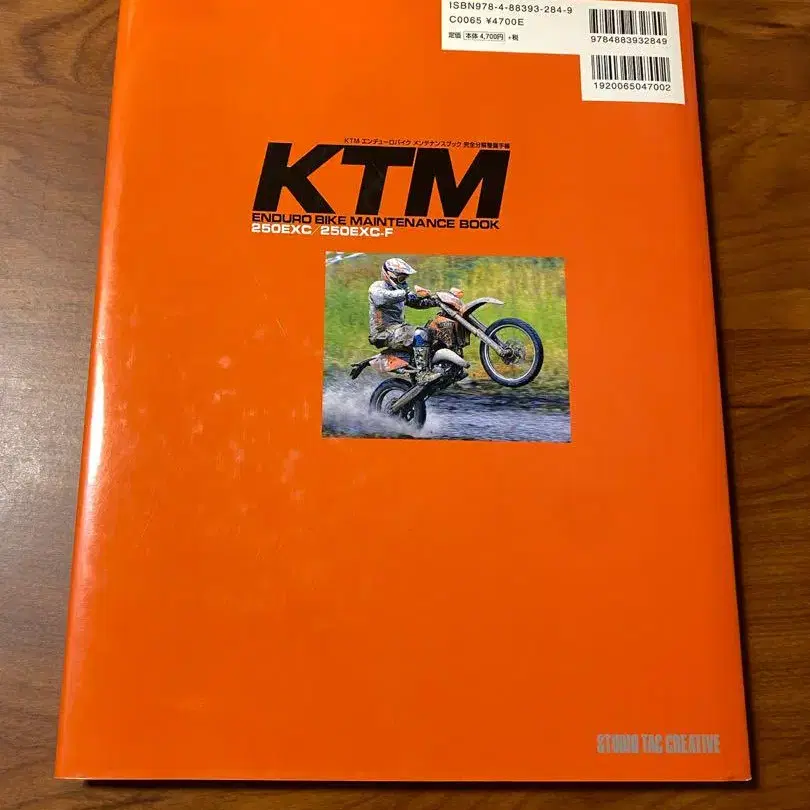 ISBN978-4-88393-284-9
C0065 ¥4700E
定価 本体 4,700円 +税
9784883932849
1920065047002
KTM エンデューロバイク メンテナンスブック 完全分解整備手帳
KTM
ENDURO BIKE MAINTENANCE BOOK
250EXC/250EXC-F
STUDIO TAC CREATIVE